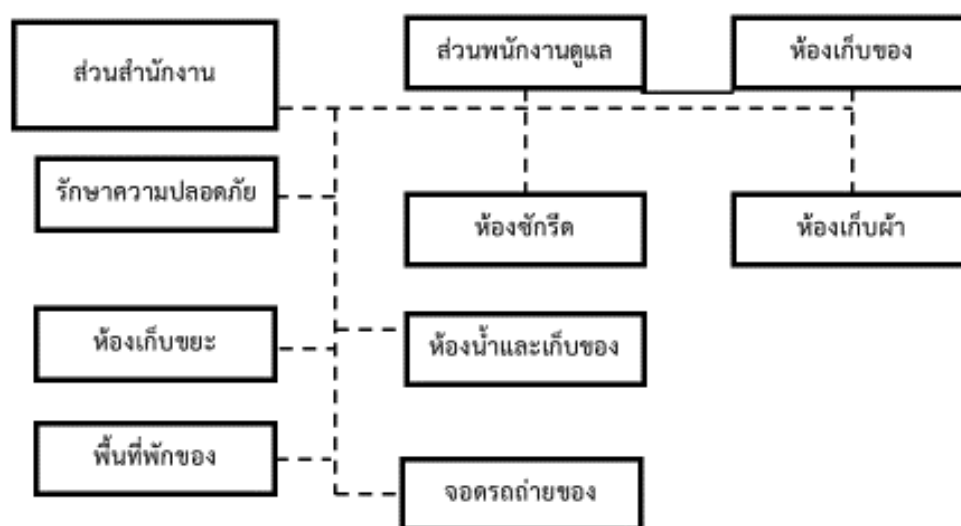 ส่วนสำนักงาน
ส่วนพนักงานดูแล
ห้องเก็บของ
รักษาความปลอดภัย
ห้องซักรีด
ห้องเก็บผ้า
ห้องเก็บขยะ
ห้องน้ำและเก็บของ
พื้นที่พักของ
จอดรถถ่ายของ